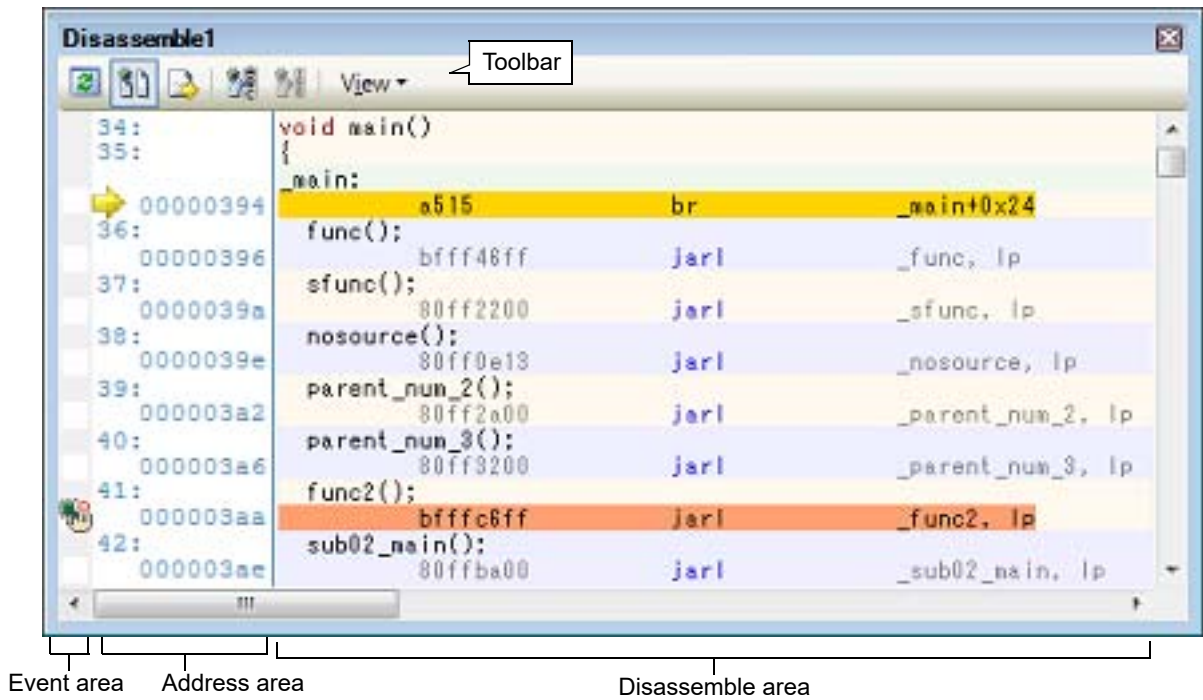 Disassemble1
View
Toolbar
34: void main()
35: {
_main:
00000394 a515 br _main+0x24
36: func();
00000396 bfff46ff jarl _func, lp
37: sfunc();
0000039a 80ff2200 jarl _sfunc, lp
38: nosource();
0000039e 80ff0e13 jarl _nosource, lp
39: parent_num_2();
000003a2 80ff2a00 jarl _parent_num_2, lp
40: parent_num_3();
000003a6 80ff3200 jarl _parent_num_3, lp
41: func2();
000003aa bfffc6ff jarl _func2, lp
42: sub02_main();
000003ae 80ffba00 jarl _sub02_main, lp
Event area Address area Disassemble area